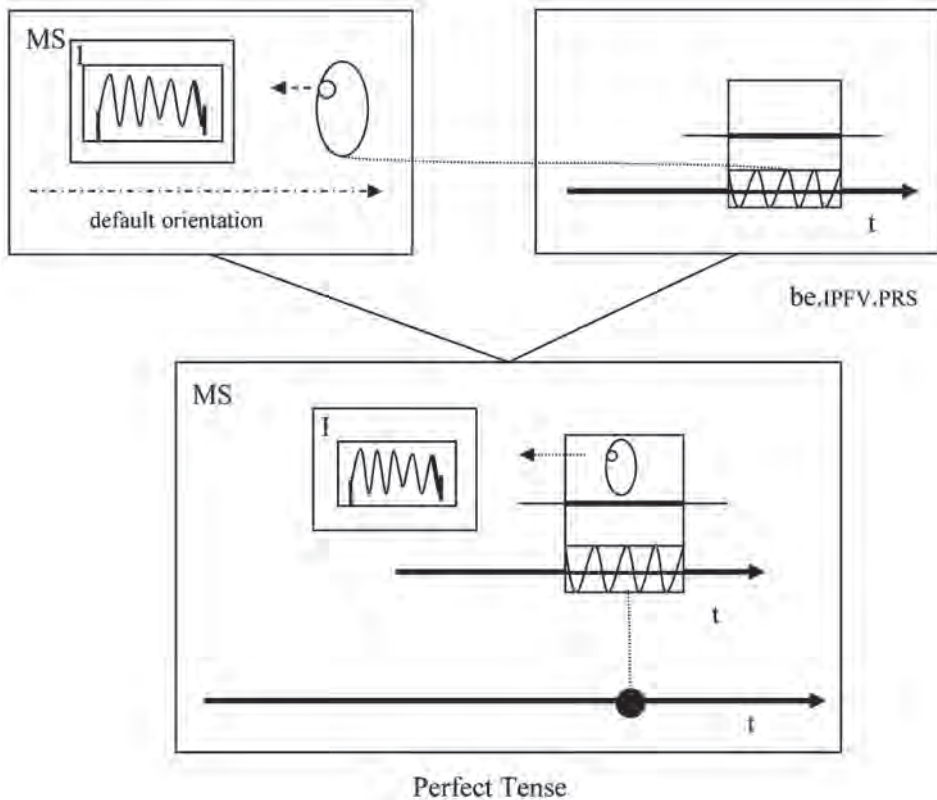 MS
I
default orientation
t
be.IPFV.PRS
MS
I
t
t
Perfect Tense